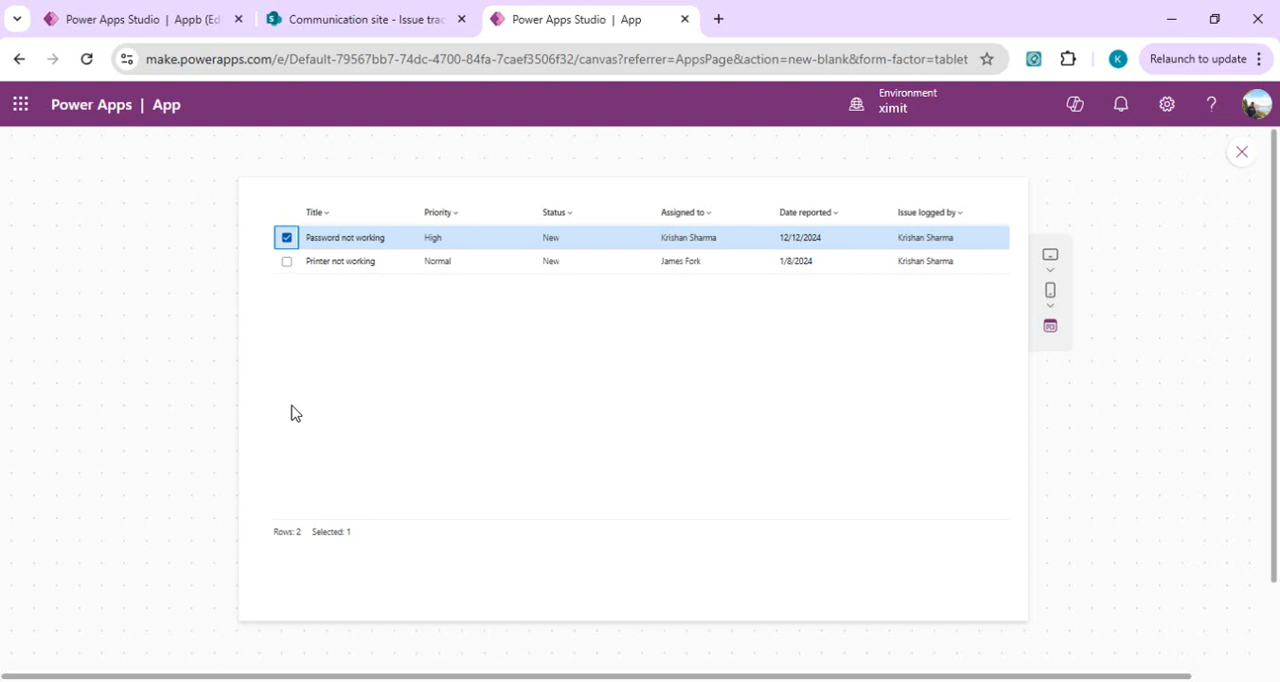 Power Apps Studio | Appb (Ed
Communication site - Issue trac
Power Apps Studio | App
make.powerapps.com/e/Default-79567bb7-74dc-4700-84fa-7caef3506f32/canvas?referrer=AppsPage&action=new-blank&form-factor=tablet
K
Relaunch to update
Power Apps | App
Environment
ximit
Title Priority Status Assigned to Date reported Issue logged by
Password not working High New Krishan Sharma 12/12/2024 Krishan Sharma
Printer not working Normal New James Fork 1/8/2024 Krishan Sharma
Rows: 2 Selected: 1